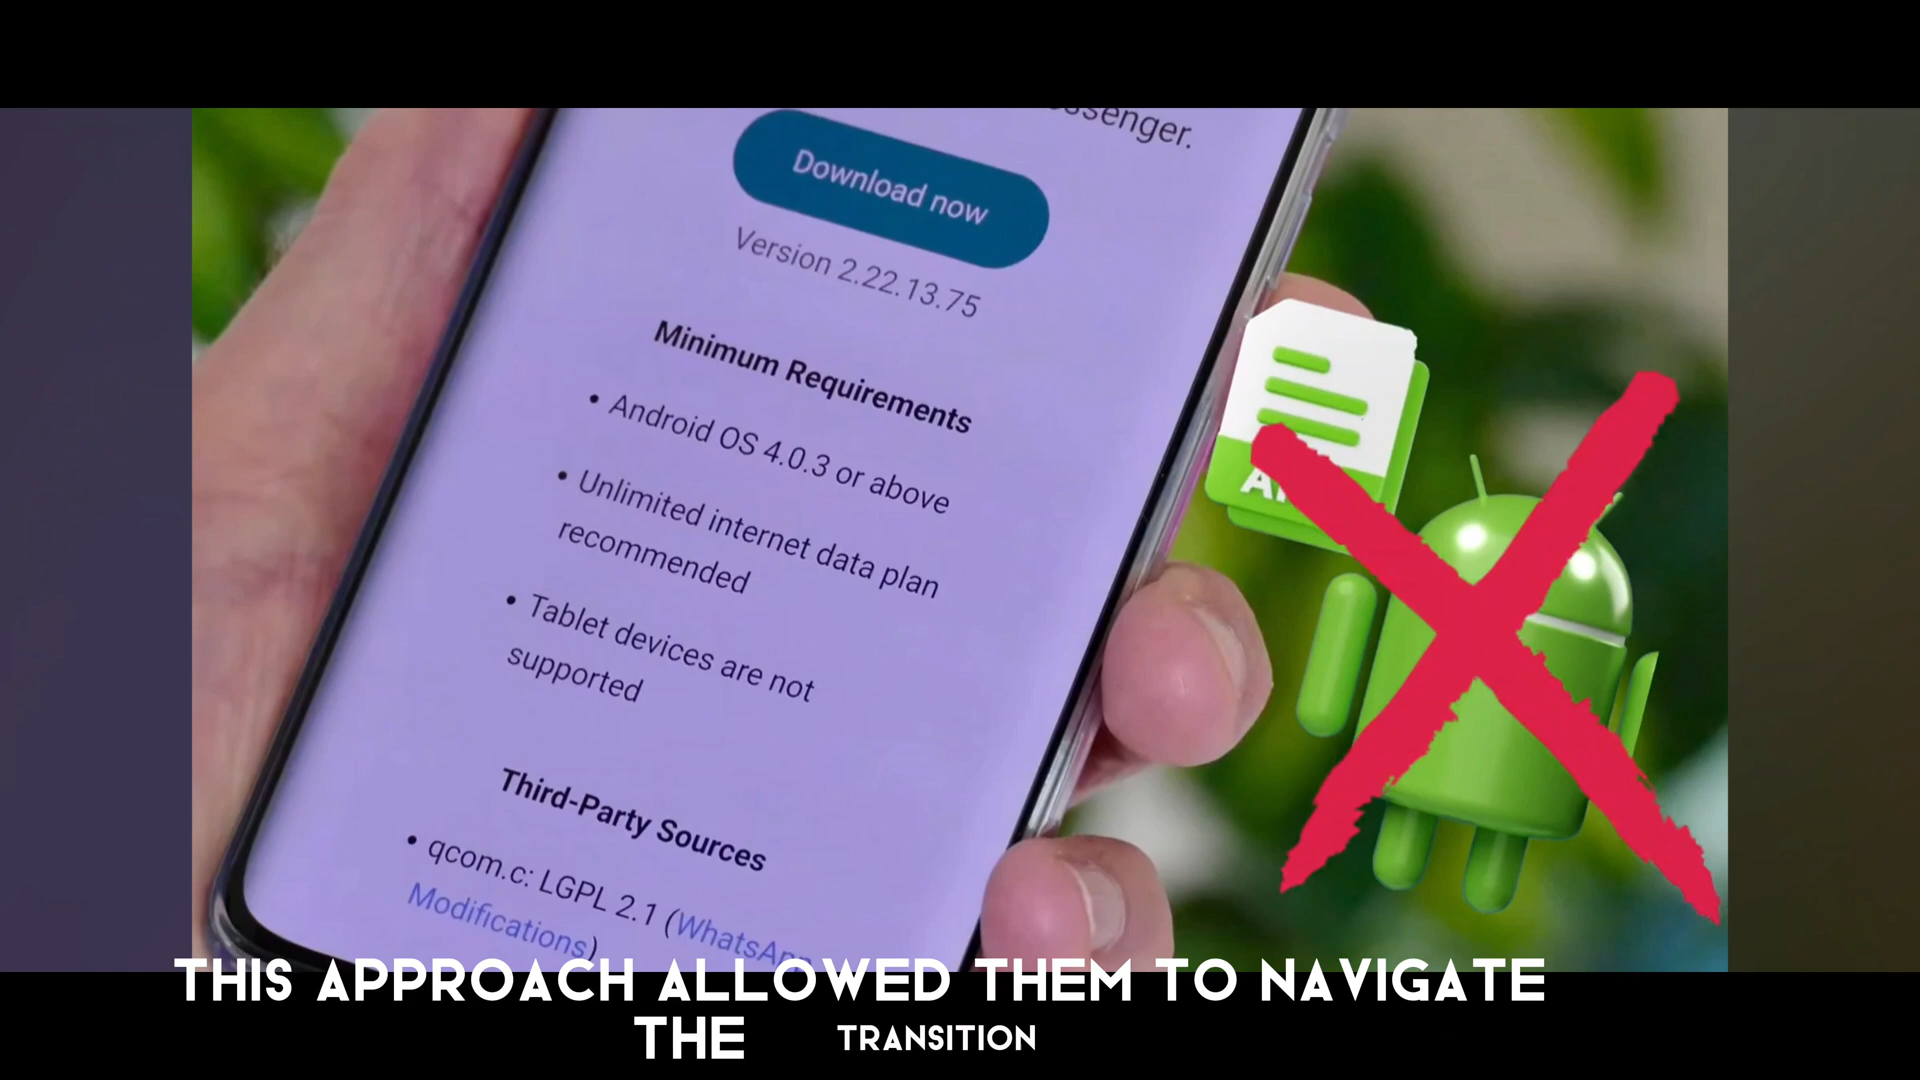 Download now
Version 2.22.13.75
Minimum Requirements
• Android OS 4.0.3 or above
• Unlimited internet data plan
recommended
• Tablet devices are not
supported
Third-Party Sources
• qcom.c: LGPL 2.1 (WhatsApp
Modifications)
THIS APPROACH ALLOWED THEM TO NAVIGATE
THE TRANSITION